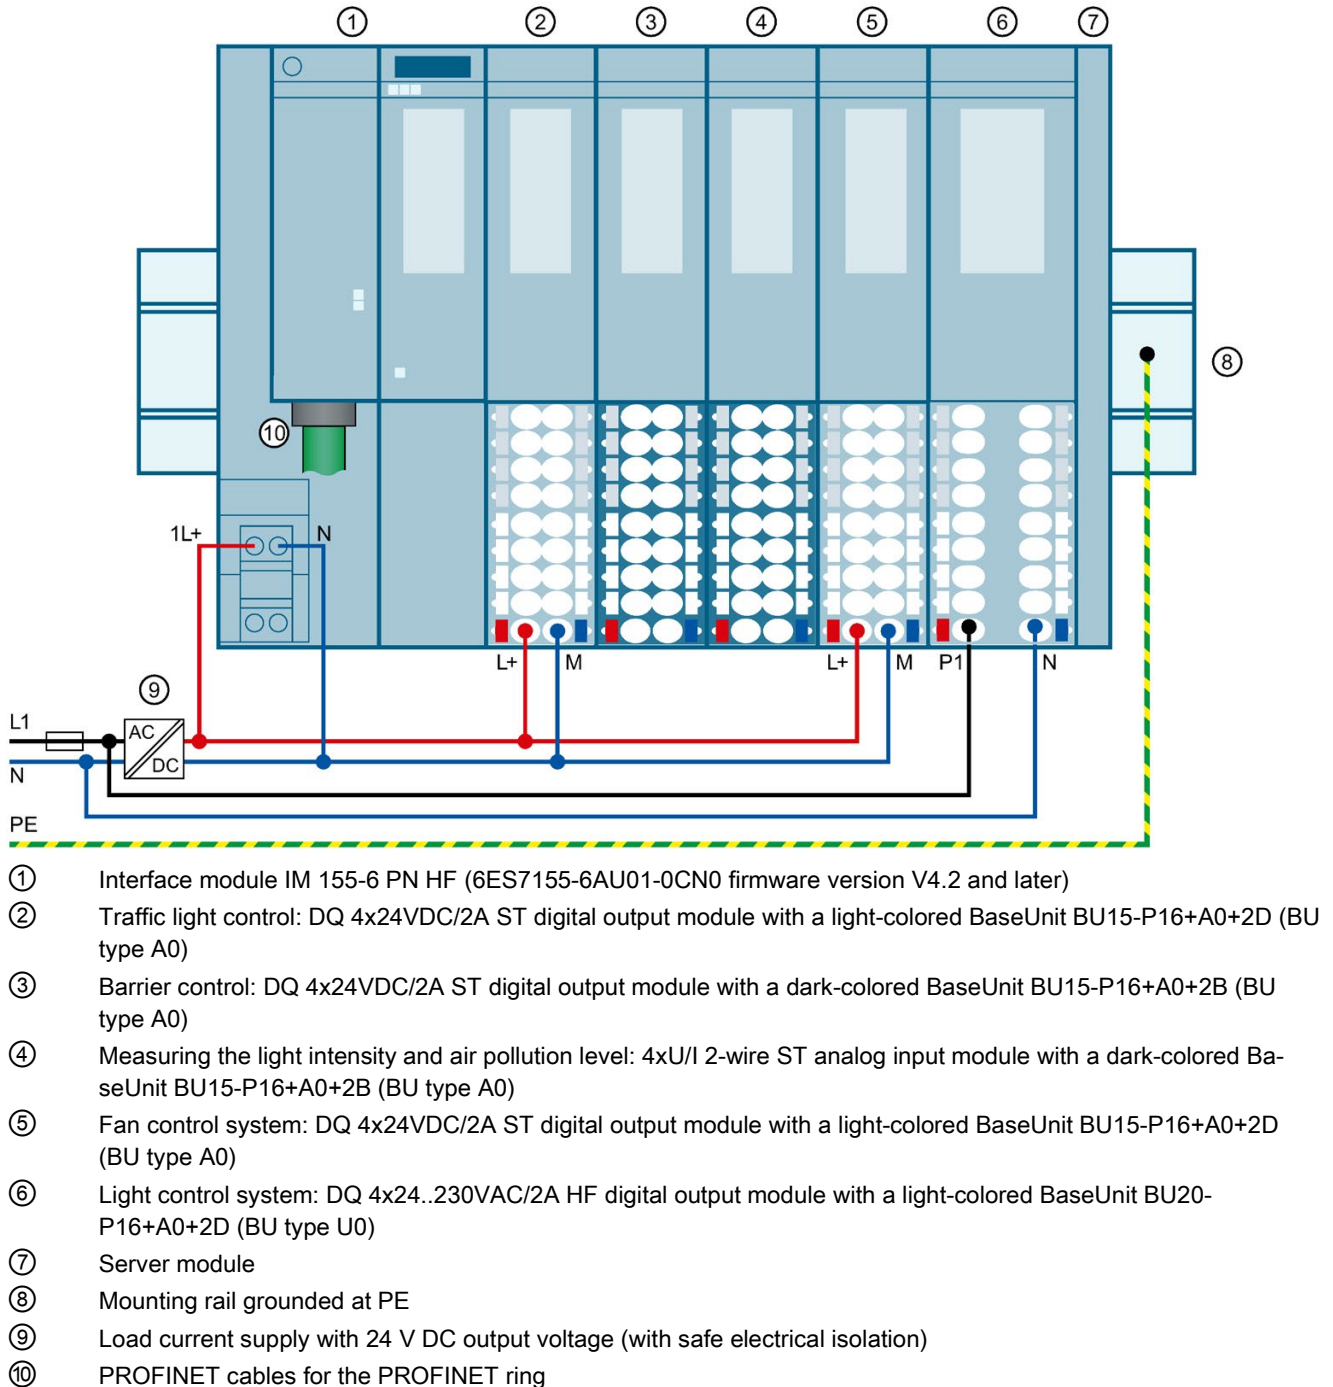 ① ② ③ ④ ⑤ ⑥ ⑦
⑧
⑩
1L+ N
L+ M L+ M P1 N
⑨
L1
AC
DC
N
PE
① Interface module IM 155-6 PN HF (6ES7155-6AU01-0CN0 firmware version V4.2 and later)
② Traffic light control: DQ 4x24VDC/2A ST digital output module with a light-colored BaseUnit BU15-P16+A0+2D (BU
type A0)
③ Barrier control: DQ 4x24VDC/2A ST digital output module with a dark-colored BaseUnit BU15-P16+A0+2B (BU
type A0)
④ Measuring the light intensity and air pollution level: 4xU/I 2-wire ST analog input module with a dark-colored Ba-
seUnit BU15-P16+A0+2B (BU type A0)
⑤ Fan control system: DQ 4x24VDC/2A ST digital output module with a light-colored BaseUnit BU15-P16+A0+2D
(BU type A0)
⑥ Light control system: DQ 4x24..230VAC/2A HF digital output module with a light-colored BaseUnit BU20-
P16+A0+2D (BU type U0)
⑦ Server module
⑧ Mounting rail grounded at PE
⑨ Load current supply with 24 V DC output voltage (with safe electrical isolation)
⑩ PROFINET cables for the PROFINET ring